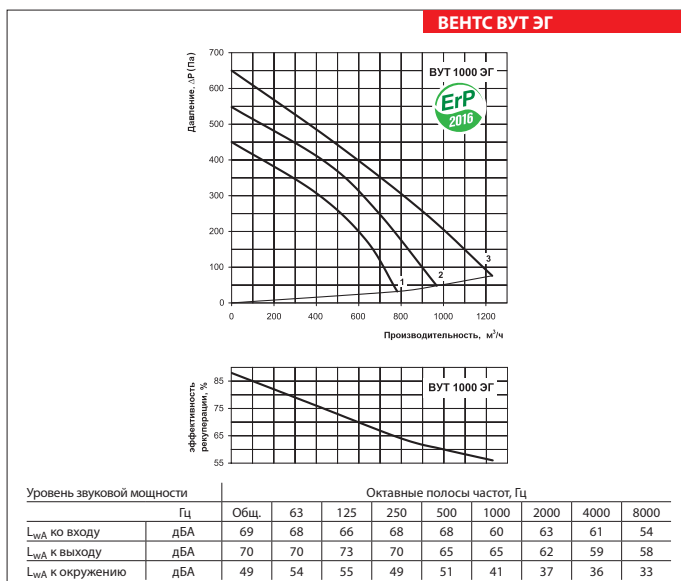 ВЕНТС ВУТ ЭГ
Давление, ΔP (Па)
700
600
500
400
300
200
100
0
ВУТ 1000 ЭГ
ErP
2016
1
2
3
0 200 400 600 800 1000 1200
Производительность, м³/ч
эффективность
рекуперации, %
85
75
65
55
ВУТ 1000 ЭГ
Уровень звуковой мощности Октавные полосы частот, Гц
Гц Общ. 63 125 250 500 1000 2000 4000 8000
LwA ко входу дБА 69 68 66 68 68 60 63 61 54
LwA к выходу дБА 70 70 73 70 65 65 62 59 58
LwA к окружению дБА 49 54 55 49 51 41 37 36 33